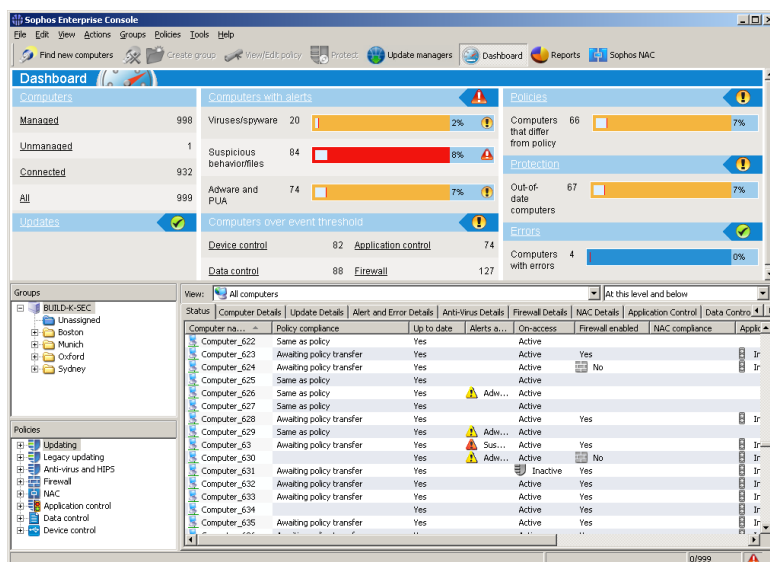 Sophos Enterprise Console
File Edit View Actions Groups Policies Tools Help
Find new computers Create group View/Edit policy Protect Update managers Dashboard Reports Sophos NAC
Dashboard
Computers
Managed 998
Unmanaged 1
Connected 932
All 999
Updates
Computers with alerts
Viruses/spyware 20 2%
Suspicious 84 8%
behavior/files
Adware and 74 7%
PUA
Computers over event threshold
Device control 82 Application control 74
Data control 88 Firewall 127
Policies
Computers 66 7%
that differ
from policy
Protection
Out-of- 67 7%
date
computers
Errors
Computers 4 0%
with errors
Groups
BUILD-K-SEC
Unassigned
Boston
Munich
Oxford
Sydney
Policies
Updating
Legacy updating
Anti-virus and HIPS
Firewall
NAC
Application control
Data control
Device control
View: All computers At this level and below
Status Computer Details Update Details Alert and Error Details Anti-Virus Details Firewall Details NAC Details Application Control Data Contro
Computer na... Policy compliance Up to date Alerts a... On-access Firewall enabled NAC compliance Applic
Computer_622 Same as policy Yes Active
Computer_623 Awaiting policy transfer Yes Active Yes Ir
Computer_624 Awaiting policy transfer Yes Active No Ir
Computer_625 Same as policy Yes Active
Computer_626 Same as policy Yes Adw... Active
Computer_627 Same as policy Yes Active
Computer_628 Awaiting policy transfer Yes Active Yes Ir
Computer_629 Same as policy Yes Adw... Active
Computer_63 Awaiting policy transfer Yes Sus... Active Yes Ir
Computer_630 Yes Adw... Active No Ir
Computer_631 Awaiting policy transfer Yes Inactive Yes Ir
Computer_632 Awaiting policy transfer Yes Active Yes Ir
Computer_633 Awaiting policy transfer Yes Active Yes Ir
Computer_634 Yes Active Yes Ir
Computer_635 Awaiting policy transfer Yes Active Yes Ir
0/999